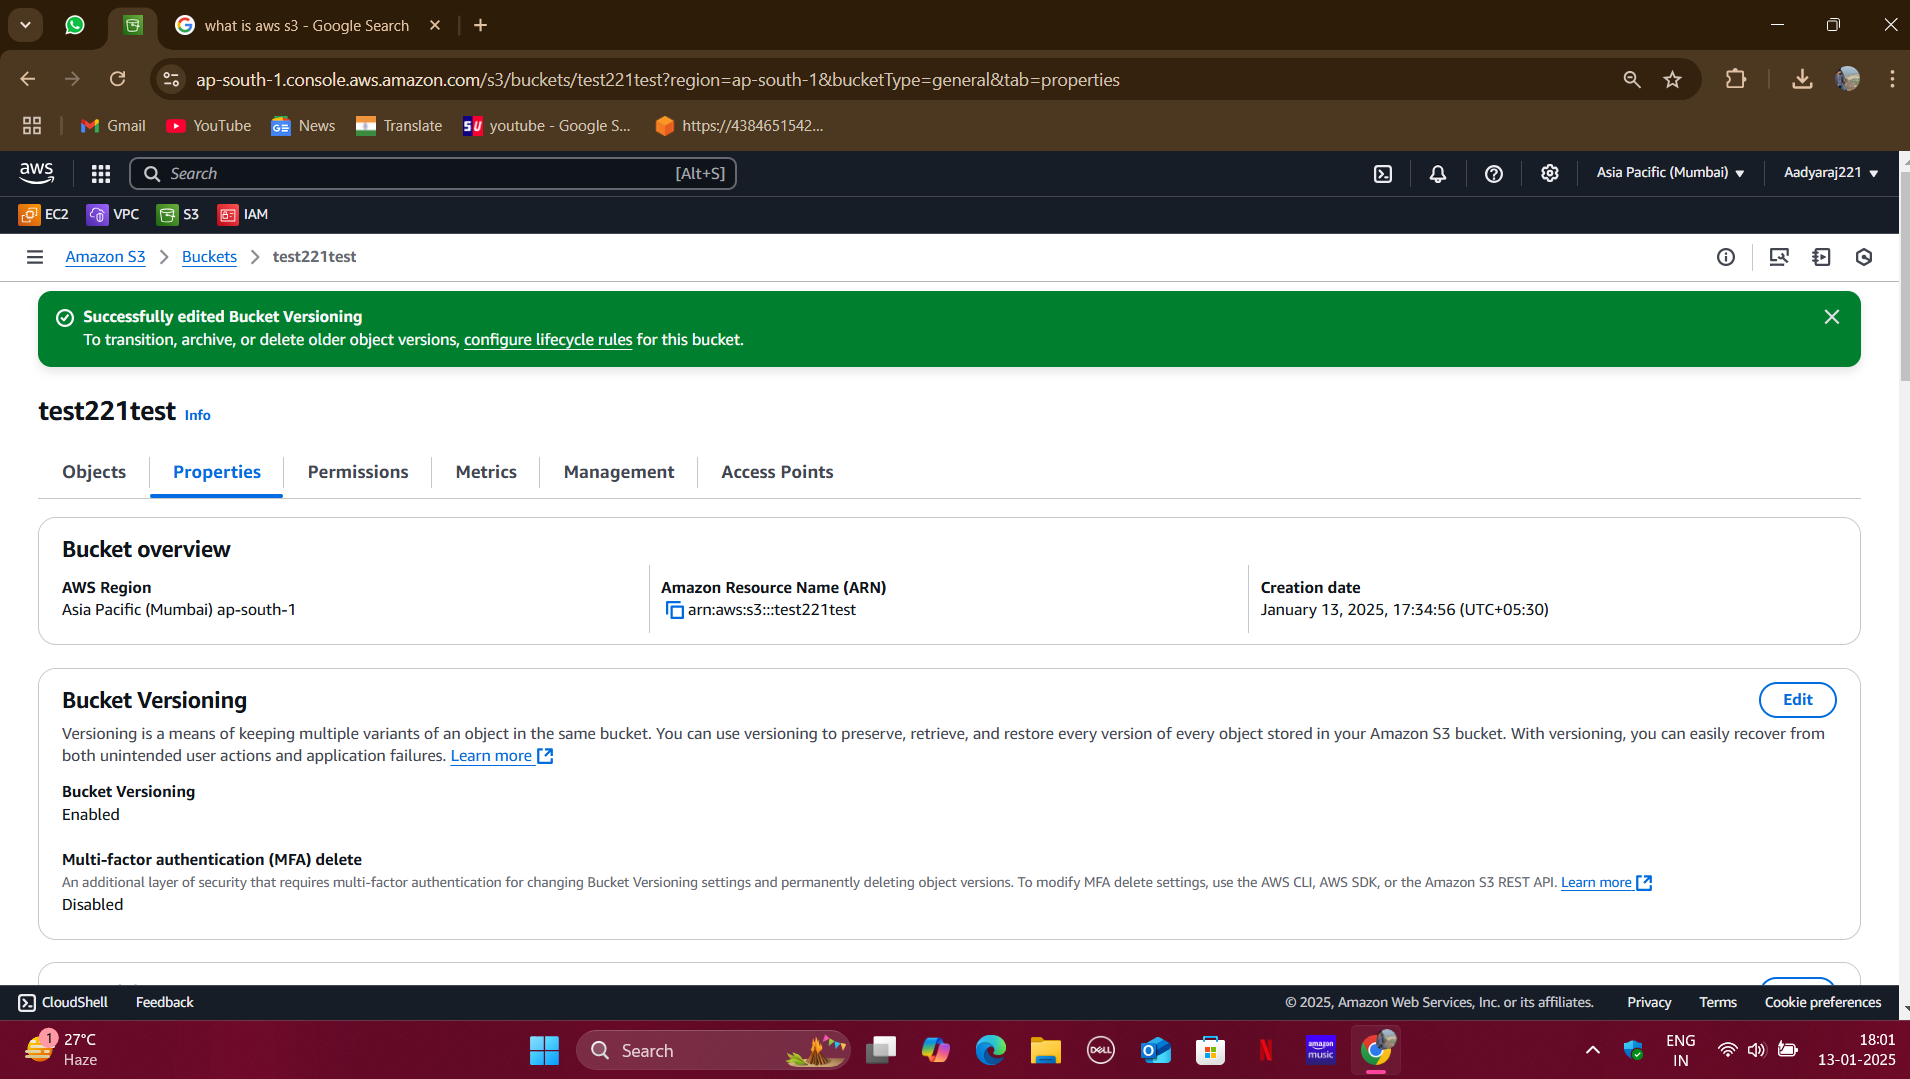 what is aws s3 - Google Search
ap-south-1.console.aws.amazon.com/s3/buckets/test221test?region=ap-south-1&bucketType=general&tab=properties
Gmail YouTube News Translate SU youtube - Google S... https://4384651542...
aws Search [Alt+S] Asia Pacific (Mumbai) Aadyaraj221
EC2 VPC S3 IAM
Amazon S3 > Buckets > test221test
Successfully edited Bucket Versioning
To transition, archive, or delete older object versions, configure lifecycle rules for this bucket.
test221test Info
Objects Properties Permissions Metrics Management Access Points
Bucket overview
AWS Region
Asia Pacific (Mumbai) ap-south-1
Amazon Resource Name (ARN)
arn:aws:s3:::test221test
Creation date
January 13, 2025, 17:34:56 (UTC+05:30)
Bucket Versioning
Edit
Versioning is a means of keeping multiple variants of an object in the same bucket. You can use versioning to preserve, retrieve, and restore every version of every object stored in your Amazon S3 bucket. With versioning, you can easily recover from
both unintended user actions and application failures. Learn more
Bucket Versioning
Enabled
Multi-factor authentication (MFA) delete
An additional layer of security that requires multi-factor authentication for changing Bucket Versioning settings and permanently deleting object versions. To modify MFA delete settings, use the AWS CLI, AWS SDK, or the Amazon S3 REST API. Learn more
Disabled
CloudShell Feedback © 2025, Amazon Web Services, Inc. or its affiliates. Privacy Terms Cookie preferences
1 27°C
Haze
Search
DELL
amazon
music
ENG
IN
18:01
13-01-2025